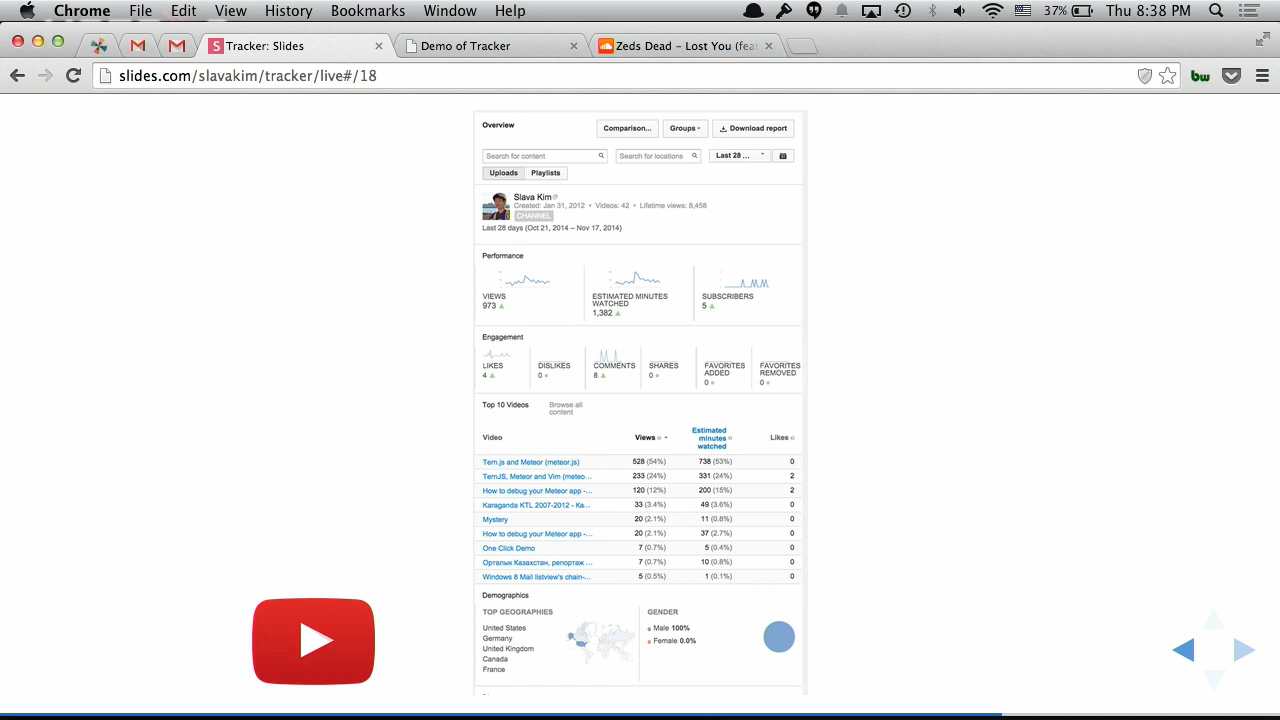 Chrome File Edit View History Bookmarks Window Help 37% Thu 8:38 PM
Tracker: Slides Demo of Tracker Zeds Dead – Lost You (fea
slides.com/slavakim/tracker/live#/18 bw
Overview Comparison... Groups Download report
Search for content Search for locations Last 28 ...
Uploads Playlists
Slava Kim
Created: Jan 31, 2012 • Videos: 42 • Lifetime views: 8,458
CHANNEL
Last 28 days (Oct 21, 2014 – Nov 17, 2014)
Performance
VIEWS
973
ESTIMATED MINUTES
WATCHED
1,382
SUBSCRIBERS
5
Engagement
LIKES
4
DISLIKES
0
COMMENTS
8
SHARES
0
FAVORITES
ADDED
0
FAVORITES
REMOVED
0
Top 10 Videos
Browse all
content
Video Views
Estimated
minutes
watched
Likes
Tern.js and Meteor (meteor.js) 528 (54%) 738 (53%) 0
TernJS, Meteor and Vim (meteo... 233 (24%) 331 (24%) 2
How to debug your Meteor app -... 120 (12%) 200 (15%) 2
Karaganda KTL 2007-2012 - Ka... 33 (3.4%) 49 (3.6%) 0
Mystery 20 (2.1%) 11 (0.8%) 0
How to debug your Meteor app -... 20 (2.1%) 37 (2.7%) 0
One Click Demo 7 (0.7%) 5 (0.4%) 0
Орталык Казахстан, репортаж ... 7 (0.7%) 10 (0.8%) 0
Windows 8 Mail listview's chain-... 5 (0.5%) 1 (0.1%) 0
Demographics
TOP GEOGRAPHIES
United States
Germany
United Kingdom
Canada
France
GENDER
Male 100%
Female 0.0%